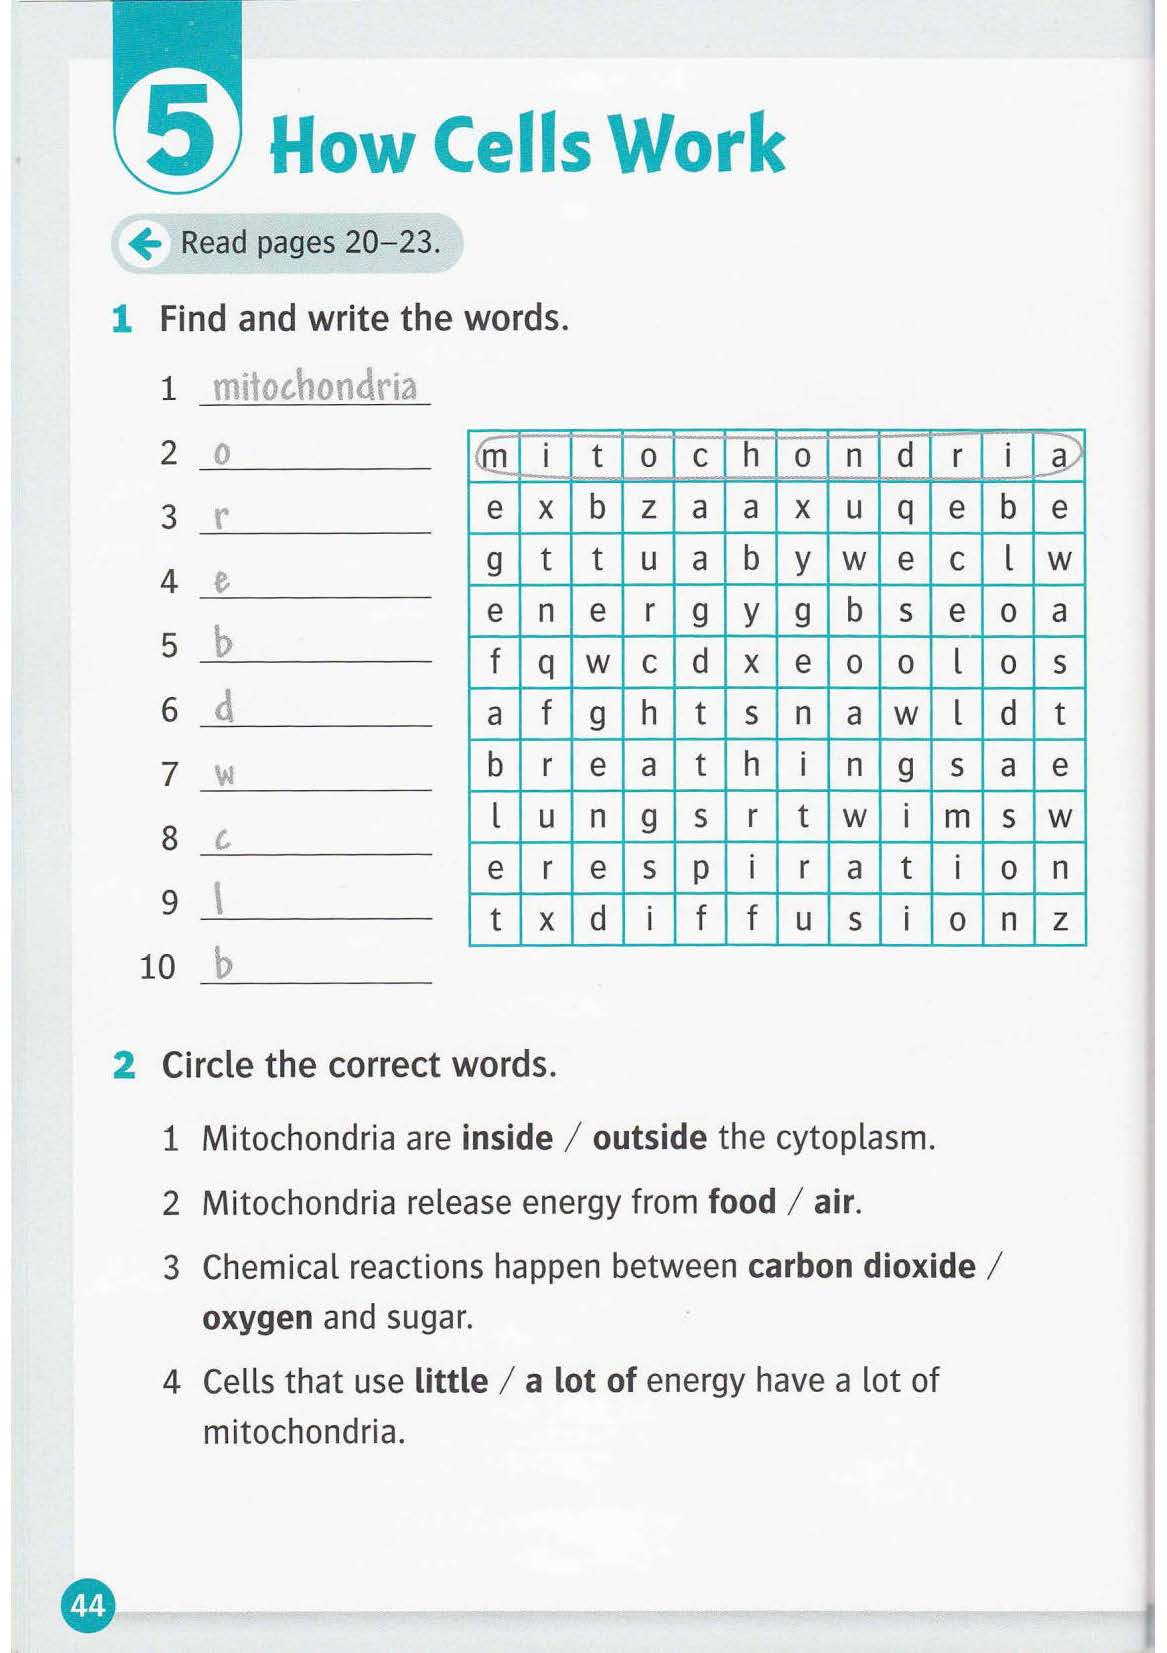 5 How Cells Work
Read pages 20–23.
1 Find and write the words.
1 mitochondria
2 o
3 r
4 e
5 b
6 d
7 w
8 c
9 l
10 b
m i t o c h o n d r i a
e x b z a a x u q e b e
g t t u a b y w e c l w
e n e r g y g b s e o a
f q w c d x e o o l o s
a f g h t s n a w l d t
b r e a t h i n g s a e
l u n g s r t w i m s w
e r e s p i r a t i o n
t x d i f f u s i o n z
2 Circle the correct words.
1 Mitochondria are inside / outside the cytoplasm.
2 Mitochondria release energy from food / air.
3 Chemical reactions happen between carbon dioxide /
oxygen and sugar.
4 Cells that use little / a lot of energy have a lot of
mitochondria.
44